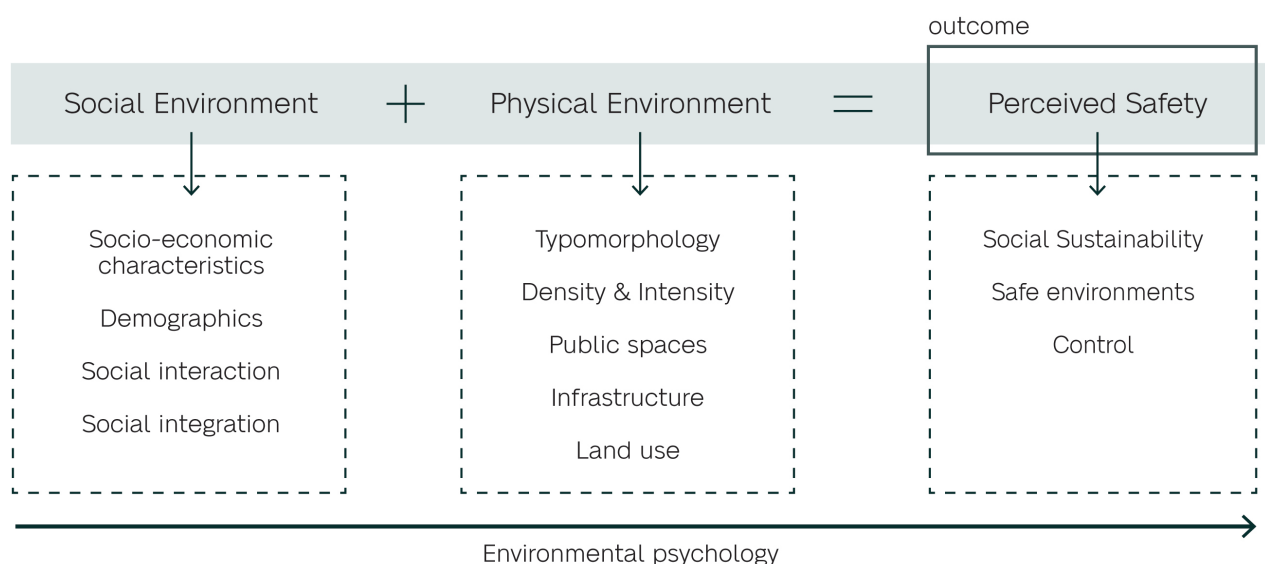 outcome
Social Environment + Physical Environment = Perceived Safety
Socio-economic
characteristics
Demographics
Social interaction
Social integration
Typomorphology
Density & Intensity
Public spaces
Infrastructure
Land use
Social Sustainability
Safe environments
Control
Environmental psychology